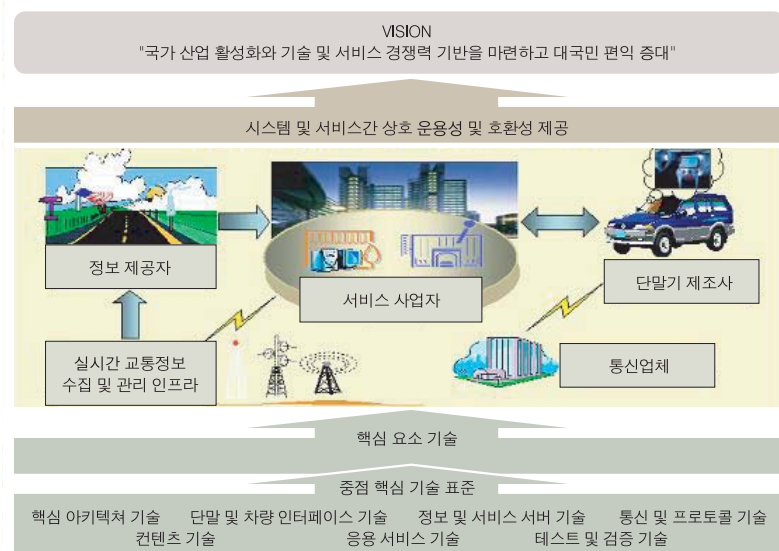 VISION
"국가 산업 활성화와 기술 및 서비스 경쟁력 기반을 마련하고 대국민 편익 증대"
시스템 및 서비스간 상호 운용성 및 호환성 제공
정보 제공자
서비스 사업자
단말기 제조사
실시간 교통정보
수집 및 관리 인프라
통신업체
핵심 요소 기술
중점 핵심 기술 표준
핵심 아키텍쳐 기술 단말 및 차량 인터페이스 기술 정보 및 서비스 서버 기술 통신 및 프로토콜 기술
컨텐츠 기술 응용 서비스 기술 테스트 및 검증 기술